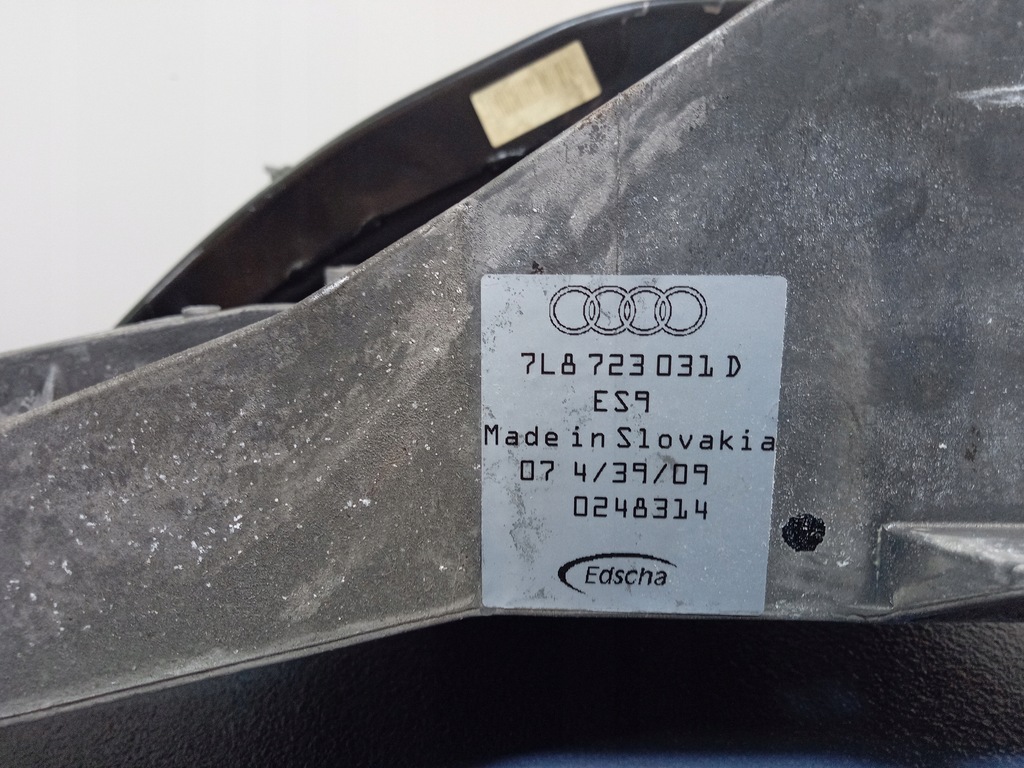 7L8 723 031 D
ES9
Made in Slovakia
07 4/39/09
0248314
Edscha